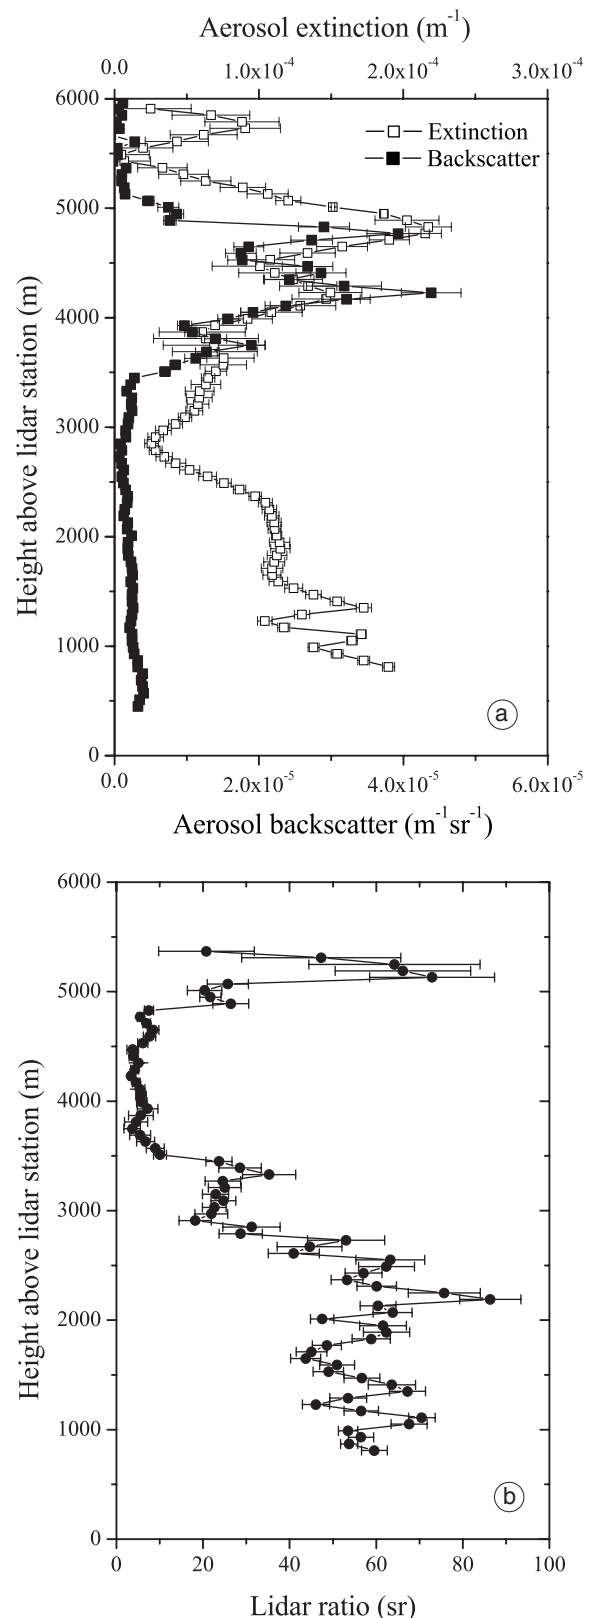 Aerosol extinction (m⁻¹)
0.0 1.0x10⁻⁴ 2.0x10⁻⁴ 3.0x10⁻⁴
6000
Extinction
Backscatter
5000
4000
3000
2000
1000
0
Height above lidar station (m)
a
0.0 2.0x10⁻⁵ 4.0x10⁻⁵ 6.0x10⁻⁵
Aerosol backscatter (m⁻¹sr⁻¹)
6000
5000
4000
3000
2000
1000
0
Height above lidar station (m)
b
0 20 40 60 80 100
Lidar ratio (sr)